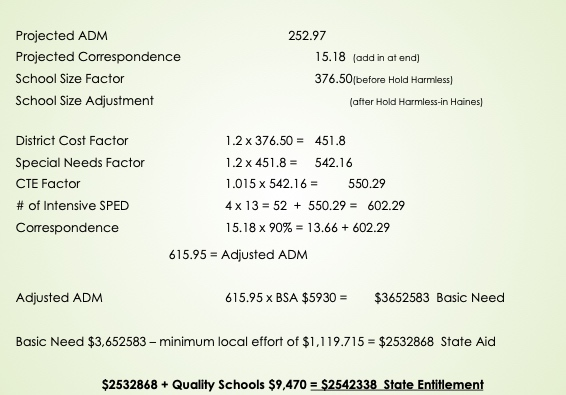 Projected ADM 252.97
Projected Correspondence 15.18 (add in at end)
School Size Factor 376.50(before Hold Harmless)
School Size Adjustment (after Hold Harmless-in Haines)
District Cost Factor 1.2 x 376.50 = 451.8
Special Needs Factor 1.2 x 451.8 = 542.16
CTE Factor 1.015 x 542.16 = 550.29
# of Intensive SPED 4 x 13 = 52 + 550.29 = 602.29
Correspondence 15.18 x 90% = 13.66 + 602.29
615.95 = Adjusted ADM
Adjusted ADM 615.95 x BSA $5930 = $3652583 Basic Need
Basic Need $3,652583 – minimum local effort of $1,119.715 = $2532868 State Aid
$2532868 + Quality Schools $9,470 = $2542338 State Entitlement